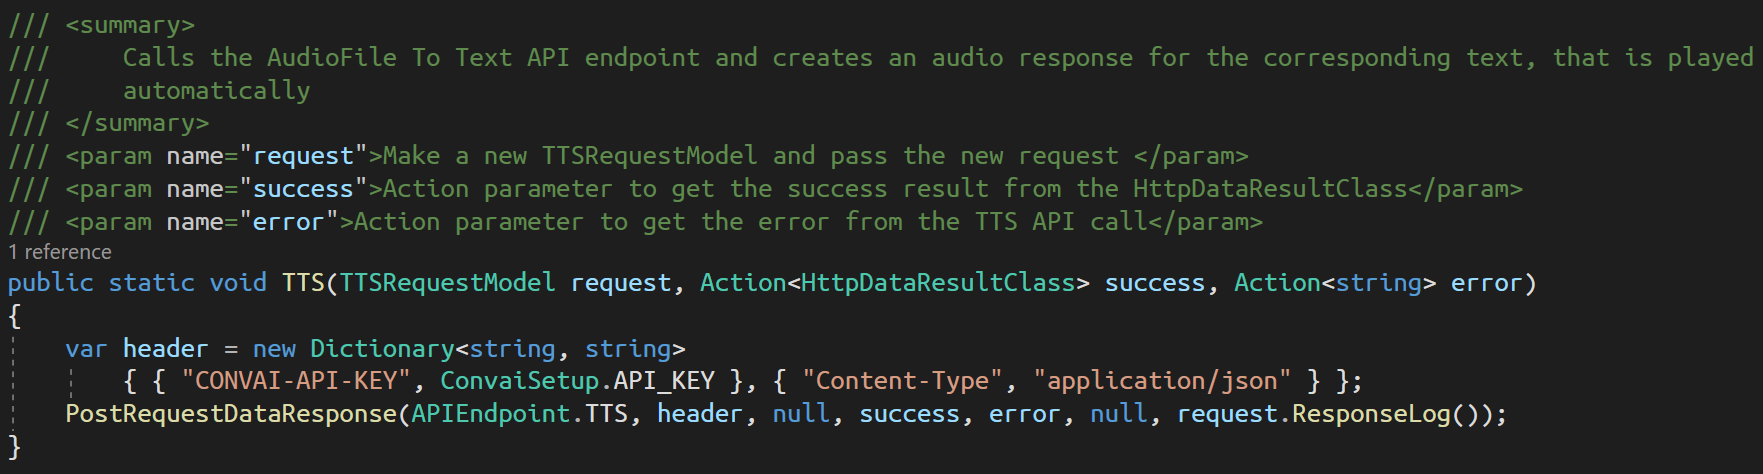 /// <summary>
///     Calls the AudioFile To Text API endpoint and creates an audio response for the corresponding text, that is played
///     automatically
/// </summary>
/// <param name="request">Make a new TTSRequestModel and pass the new request </param>
/// <param name="success">Action parameter to get the success result from the HttpDataResultClass</param>
/// <param name="error">Action parameter to get the error from the TTS API call</param>
1 reference
public static void TTS(TTSRequestModel request, Action<HttpDataResultClass> success, Action<string> error)
{
    var header = new Dictionary<string, string>
        { { "CONVAI-API-KEY", ConvaiSetup.API_KEY }, { "Content-Type", "application/json" } };
    PostRequestDataResponse(APIEndpoint.TTS, header, null, success, error, null, request.ResponseLog());
}